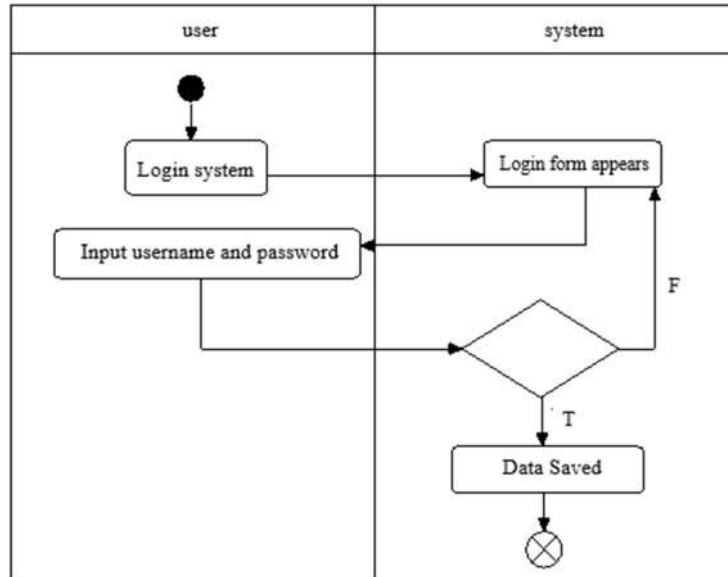 user
system
Login system
Login form appears
Input username and password
F
T
Data Saved